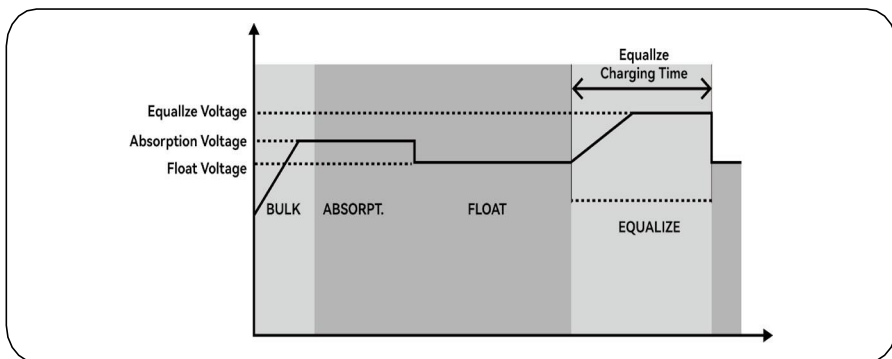 Equallze
Charging Time
Equallze Voltage
Absorption Voltage
Float Voltage
BULK
ABSORPT.
FLOAT
EQUALIZE